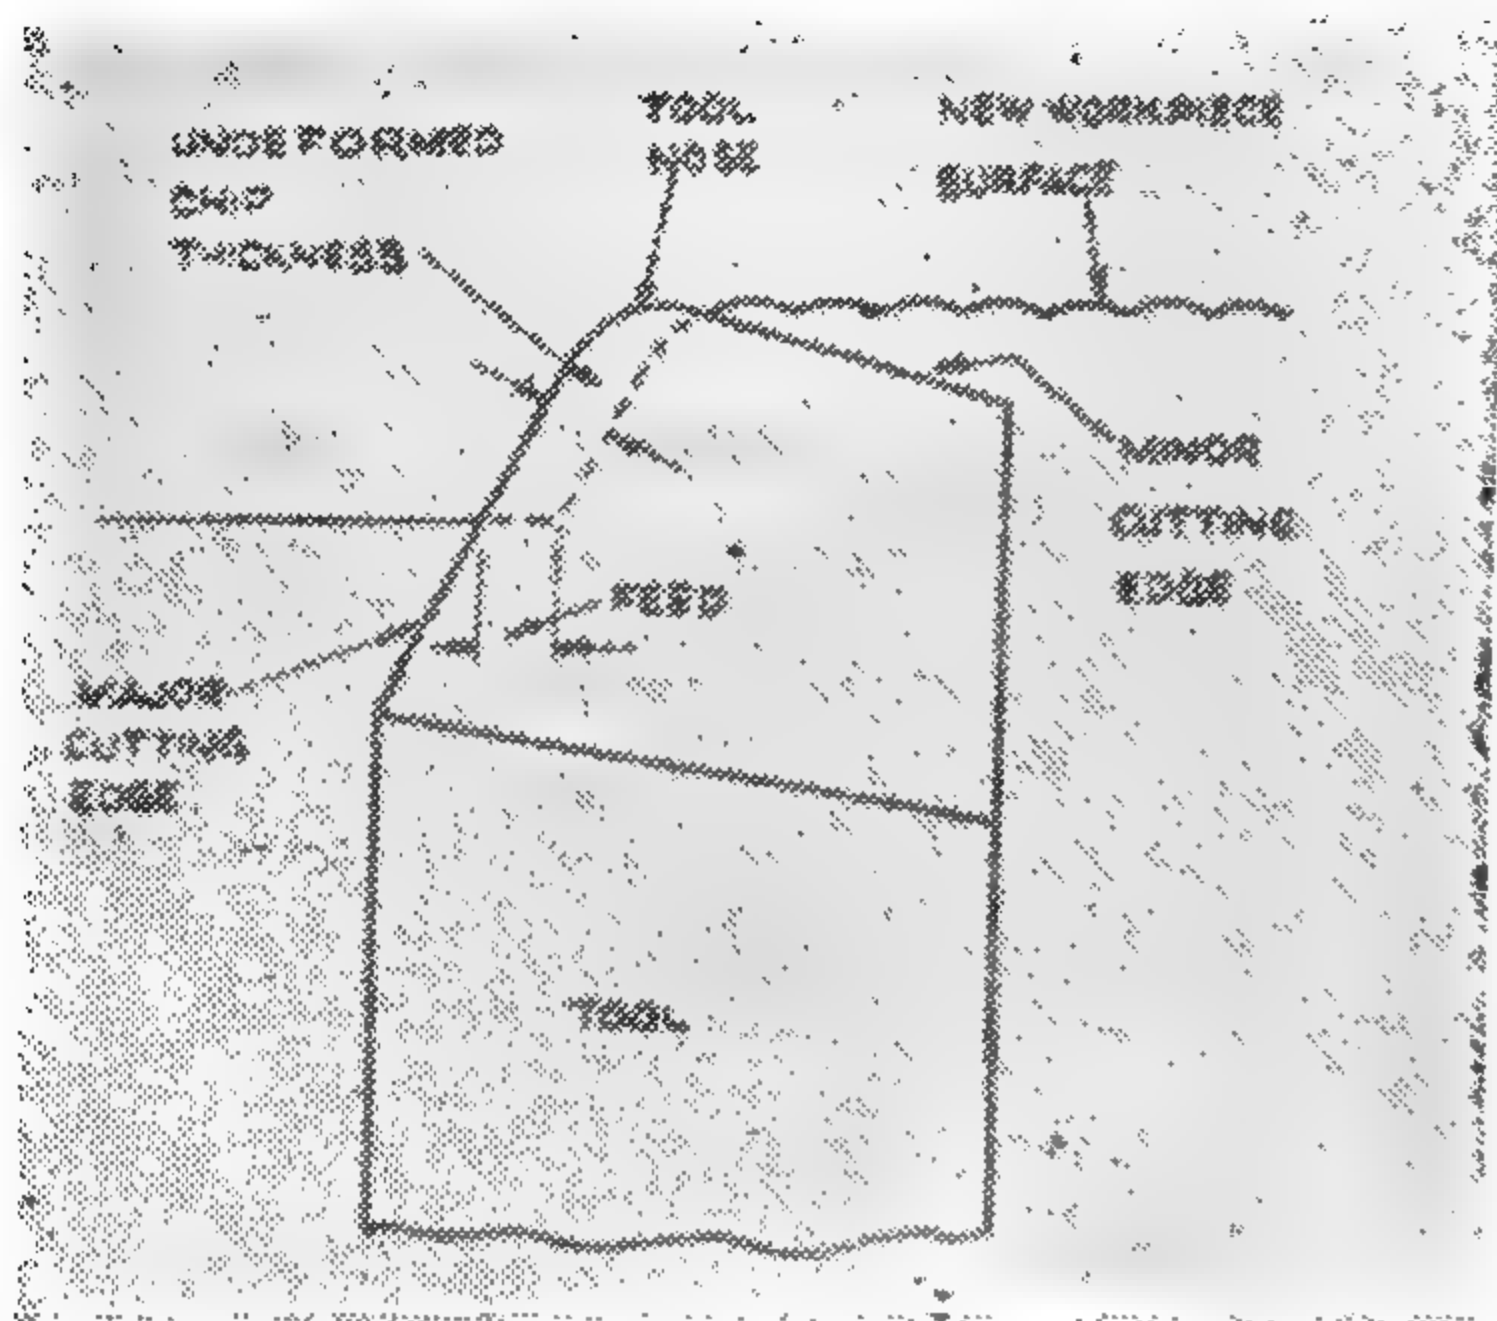 UNDEFORMED
CHIP
THICKNESS
TOOL
NOSE
NEW WORKPIECE
SURFACE
MINOR
CUTTING
EDGE
FEED
MAJOR
CUTTING
EDGE
TOOL